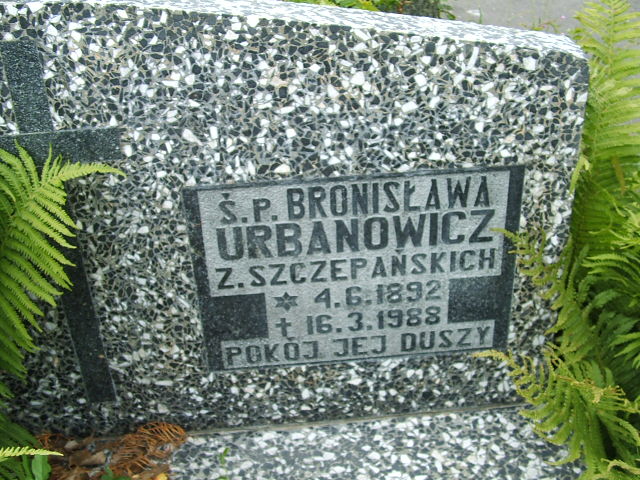 Ś.P. BRONISŁAWA
URBANOWICZ
Z.SZCZEPAŃSKICH
* 4.6.1892
† 16.3.1988
POKÓJ JEJ DUSZY